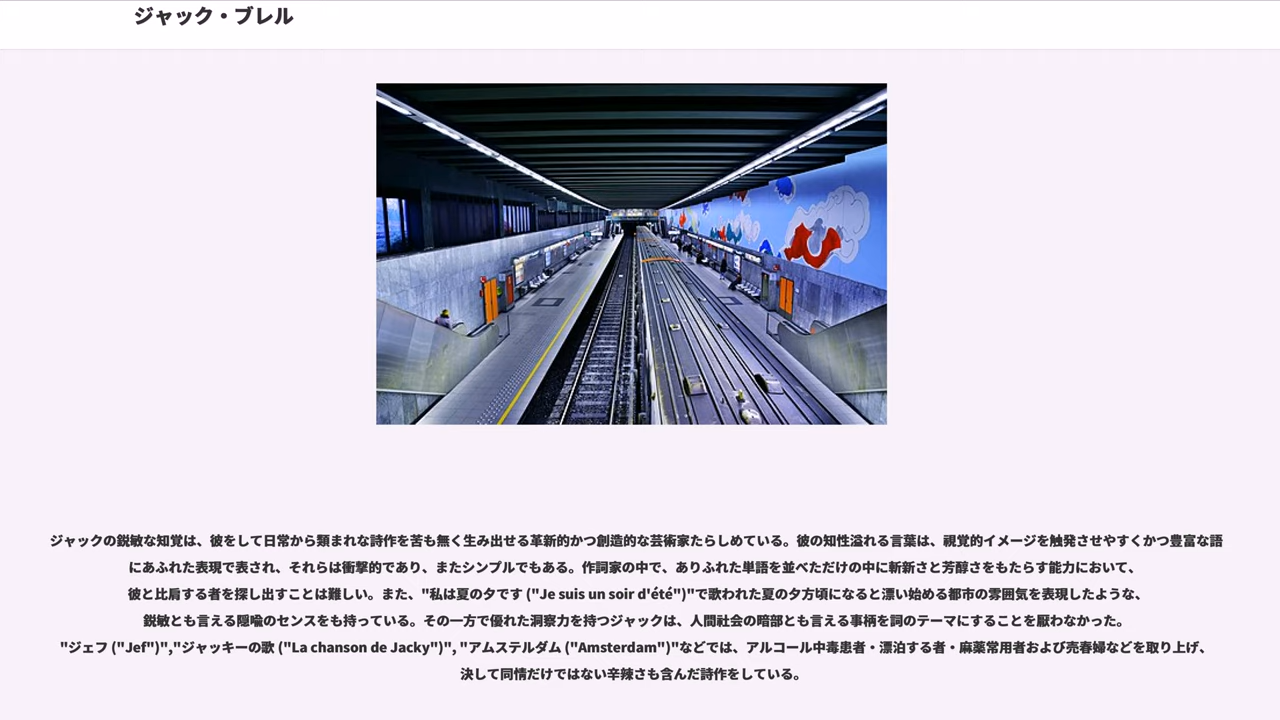 ジャック・ブレル
ジャックの鋭敏な知覚は、彼をして日常から類まれな詩作を苦も無く生み出せる革新的かつ創造的な芸術家たらしめている。彼の知性溢れる言葉は、視覚的イメージを触発させやすくかつ豊富な語
にあふれた表現で表され、それらは衝撃的であり、またシンプルでもある。作詞家の中で、ありふれた単語を並べただけの中に斬新さと芳醇さをもたらす能力において、
彼と比肩する者を探し出すことは難しい。また、"私は夏の夕です ("Je suis un soir d'été")"で歌われた夏の夕方頃になると漂い始める都市の雰囲気を表現したような、
鋭敏とも言える隠喩のセンスをも持っている。その一方で優れた洞察力を持つジャックは、人間社会の暗部とも言える事柄を詞のテーマにすることを厭わなかった。
"ジェフ ("Jef")","ジャッキーの歌 ("La chanson de Jacky")", "アムステルダム ("Amsterdam")"などでは、アルコール中毒患者・漂泊する者・麻薬常用者および売春婦などを取り上げ、
決して同情だけではない辛辣さも含んだ詩作をしている。